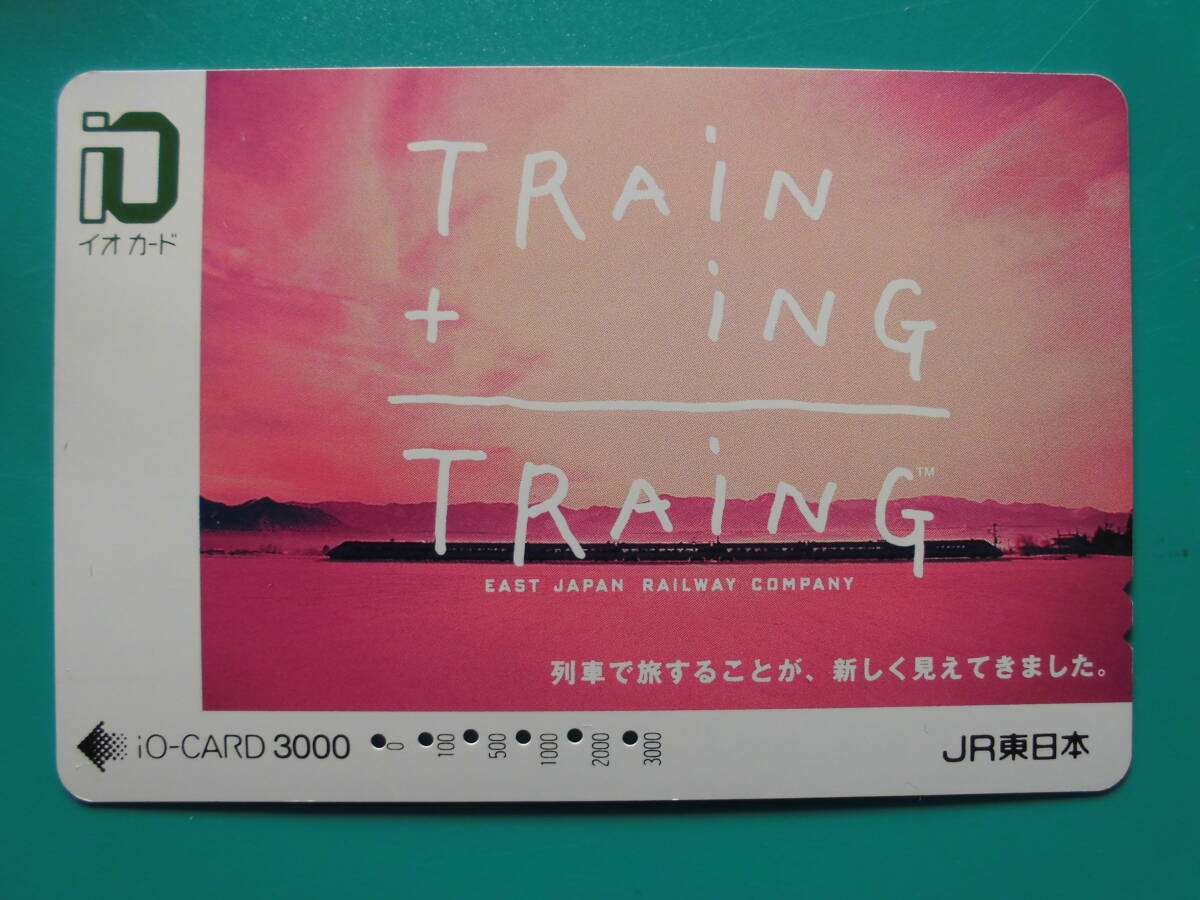 iO
イオカード
TRAiN
+ iNG
TRAiNG™
EAST JAPAN RAILWAY COMPANY
列車で旅することが、新しく見えてきました。
iO-CARD 3000
0 100 500 1000 2000 3000
JR東日本